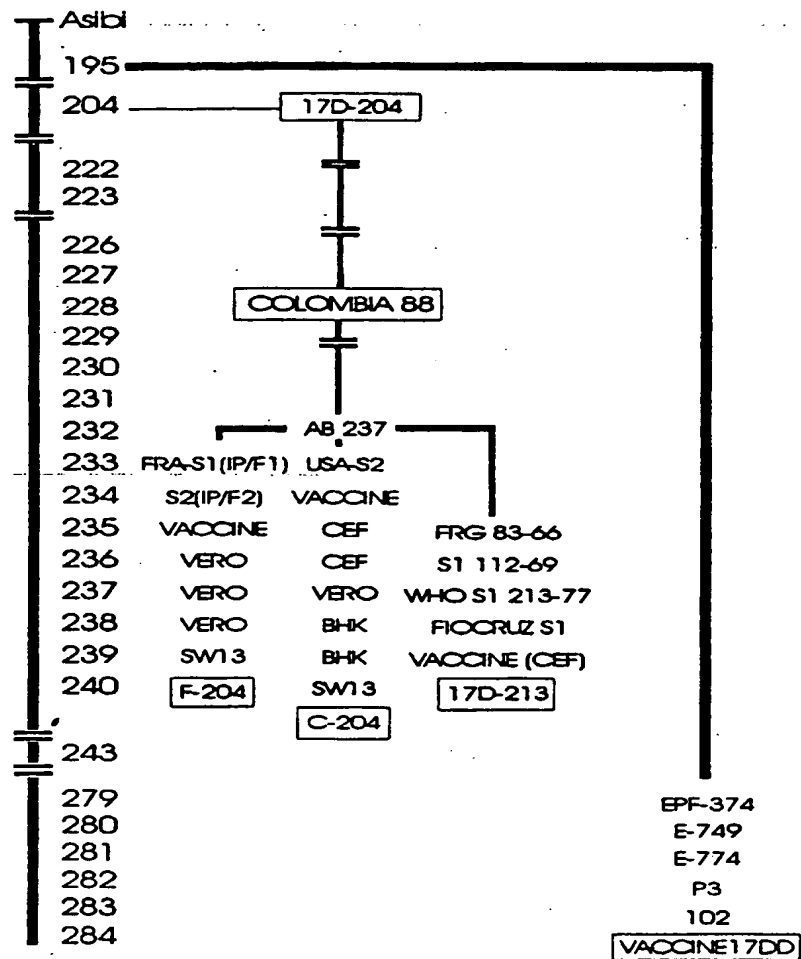 Asibi
195
204 17D-204
222
223
226
227
228 COLOMBIA 88
229
230
231
232 AB 237
233 FRA-S1(IP/F1) USA-S2
234 S2(IP/F2) VACCINE
235 VACCINE CEF FRG 83-66
236 VERO CEF S1 112-69
237 VERO VERO WHO S1 213-77
238 VERO BHK FIOCRUZ S1
239 SW13 BHK VACCINE (CEF)
240 F-204 SW13 17D-213
C-204
243
279 EPF-374
280 E-749
281 E-774
282 P3
283 102
284 VACCINE17DD